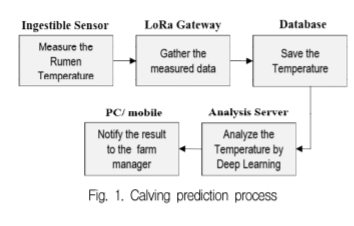 Ingestible Sensor
LoRa Gateway
Database
Measure the
Rumen
Temperature
Gather the
measured data
Save the
Temperature
PC/ mobile
Analysis Server
Notify the result
to the farm
manager
Analyze the
Temperature by
Deep Learning
Fig. 1. Calving prediction process